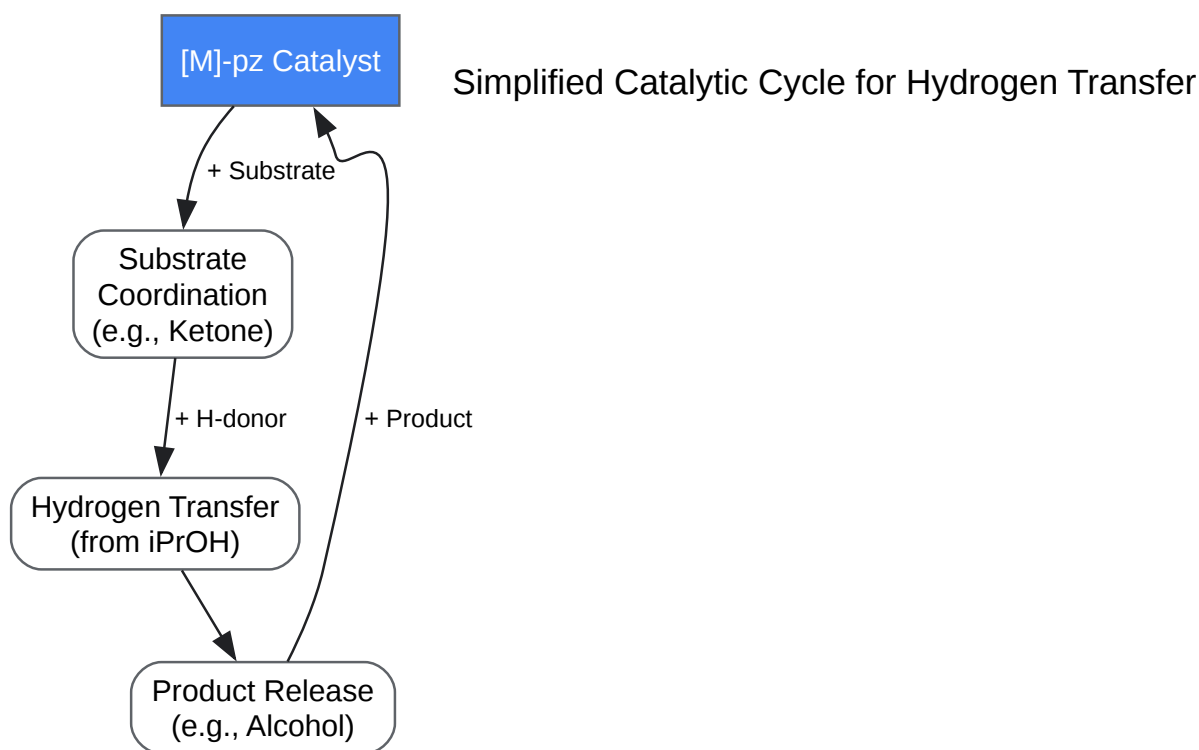 [M]-pz Catalyst
Simplified Catalytic Cycle for Hydrogen Transfer
+ Substrate
Substrate
Coordination
(e.g., Ketone)
+ H-donor
+ Product
Hydrogen Transfer
(from iPrOH)
Product Release
(e.g., Alcohol)